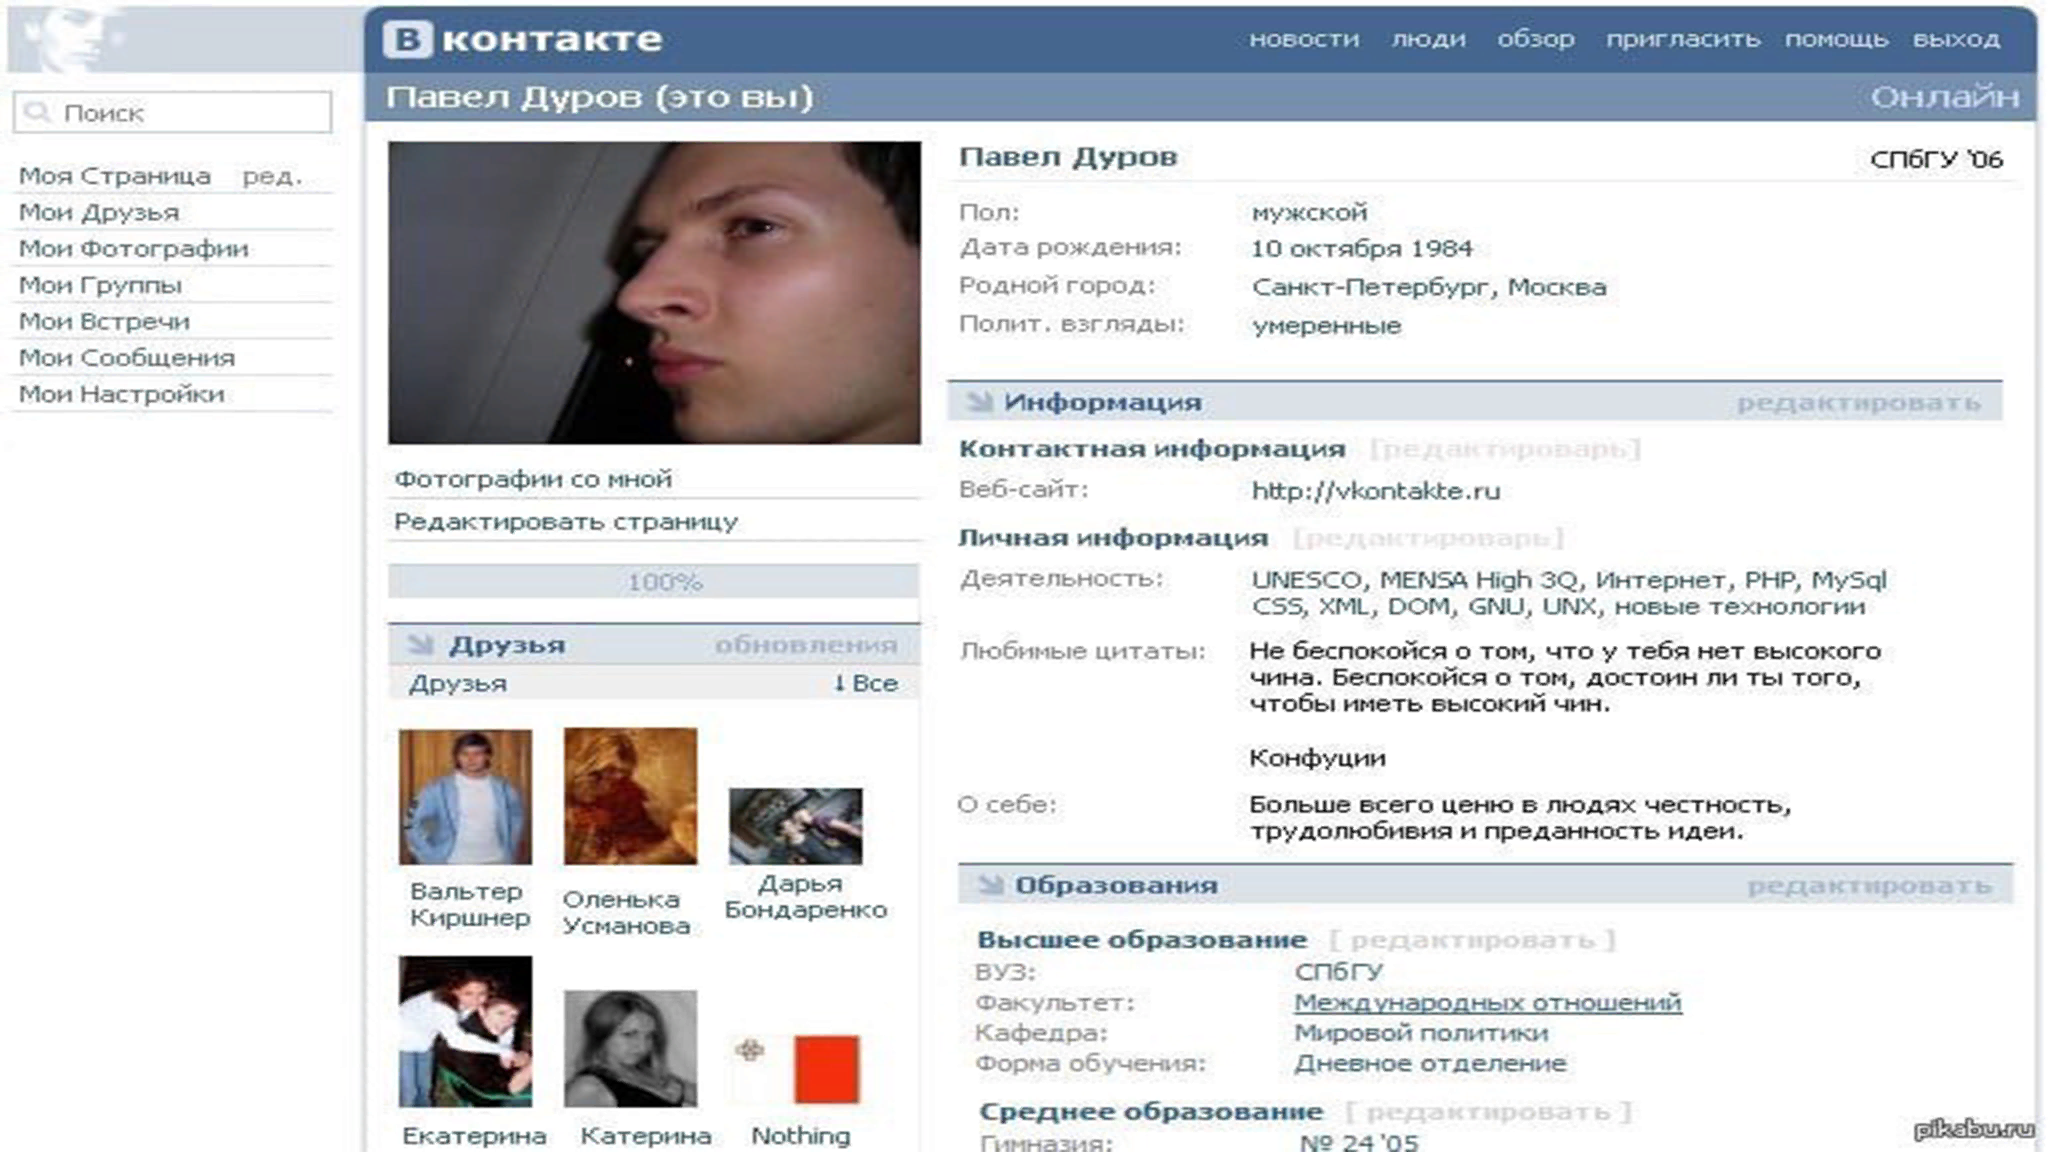 В контакте
новости люди обзор пригласить помощь выход
Павел Дуров (это вы)
Онлайн
Поиск
Моя Страница ред.
Мои Друзья
Мои Фотографии
Мои Группы
Мои Встречи
Мои Сообщения
Мои Настройки
Фотографии со мной
Редактировать страницу
100%
Друзья обновления
Друзья ↓ Все
Вальтер
Киршнер
Оленька
Усманова
Дарья
Бондаренко
Екатерина
Катерина
Nothing
Павел Дуров СПбГУ '06
Пол: мужской
Дата рождения: 10 октября 1984
Родной город: Санкт-Петербург, Москва
Полит. взгляды: умеренные
Информация редактировать
Контактная информация [редактироварь]
Веб-сайт: http://vkontakte.ru
Личная информация [редактироварь]
Деятельность: UNESCO, MENSA High 3Q, Интернет, PHP, MySql
CSS, XML, DOM, GNU, UNX, новые технологии
Любимые цитаты: Не беспокойся о том, что у тебя нет высокого
чина. Беспокойся о том, достоин ли ты того,
чтобы иметь высокий чин.
Конфуции
О себе: Больше всего ценю в людях честность,
трудолюбивия и преданность идеи.
Образования редактировать
Высшее образование [ редактировать ]
ВУЗ: СПбГУ
Факультет: Международных отношений
Кафедра: Мировой политики
Форма обучения: Дневное отделение
Среднее образование [ редактировать ]
Гимназия: № 24 '05
pikabu.ru